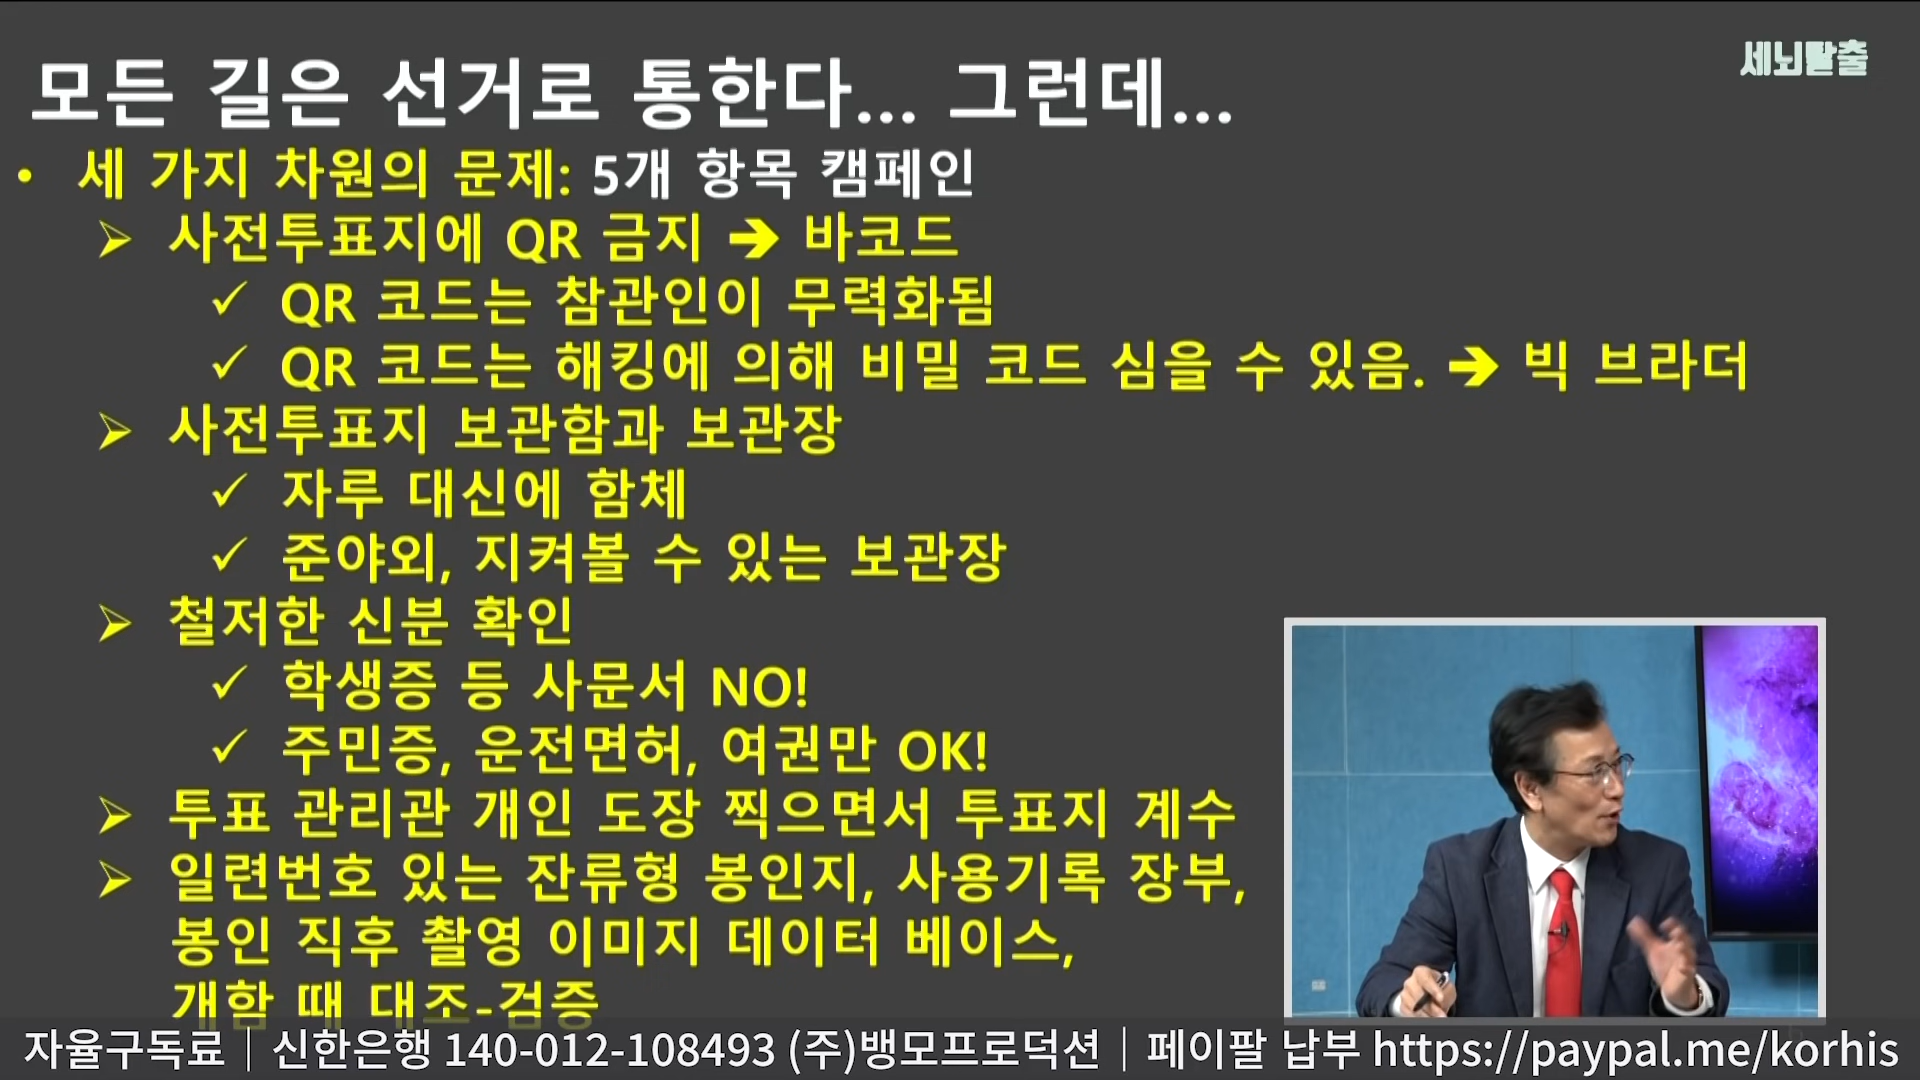 세뇌탈출
모든 길은 선거로 통한다... 그런데...
• 세 가지 차원의 문제: 5개 항목 캠페인
➢ 사전투표지에 QR 금지 ➔ 바코드
✓ QR 코드는 참관인이 무력화됨
✓ QR 코드는 해킹에 의해 비밀 코드 심을 수 있음. ➔ 빅 브라더
➢ 사전투표지 보관함과 보관장
✓ 자루 대신에 함체
✓ 준야외, 지켜볼 수 있는 보관장
➢ 철저한 신분 확인
✓ 학생증 등 사문서 NO!
✓ 주민증, 운전면허, 여권만 OK!
➢ 투표 관리관 개인 도장 찍으면서 투표지 계수
➢ 일련번호 있는 잔류형 봉인지, 사용기록 장부,
봉인 직후 촬영 이미지 데이터 베이스,
개함 때 대조-검증
자율구독료│신한은행 140-012-108493 (주)뱅모프로덕션│페이팔 납부 https://paypal.me/korhis